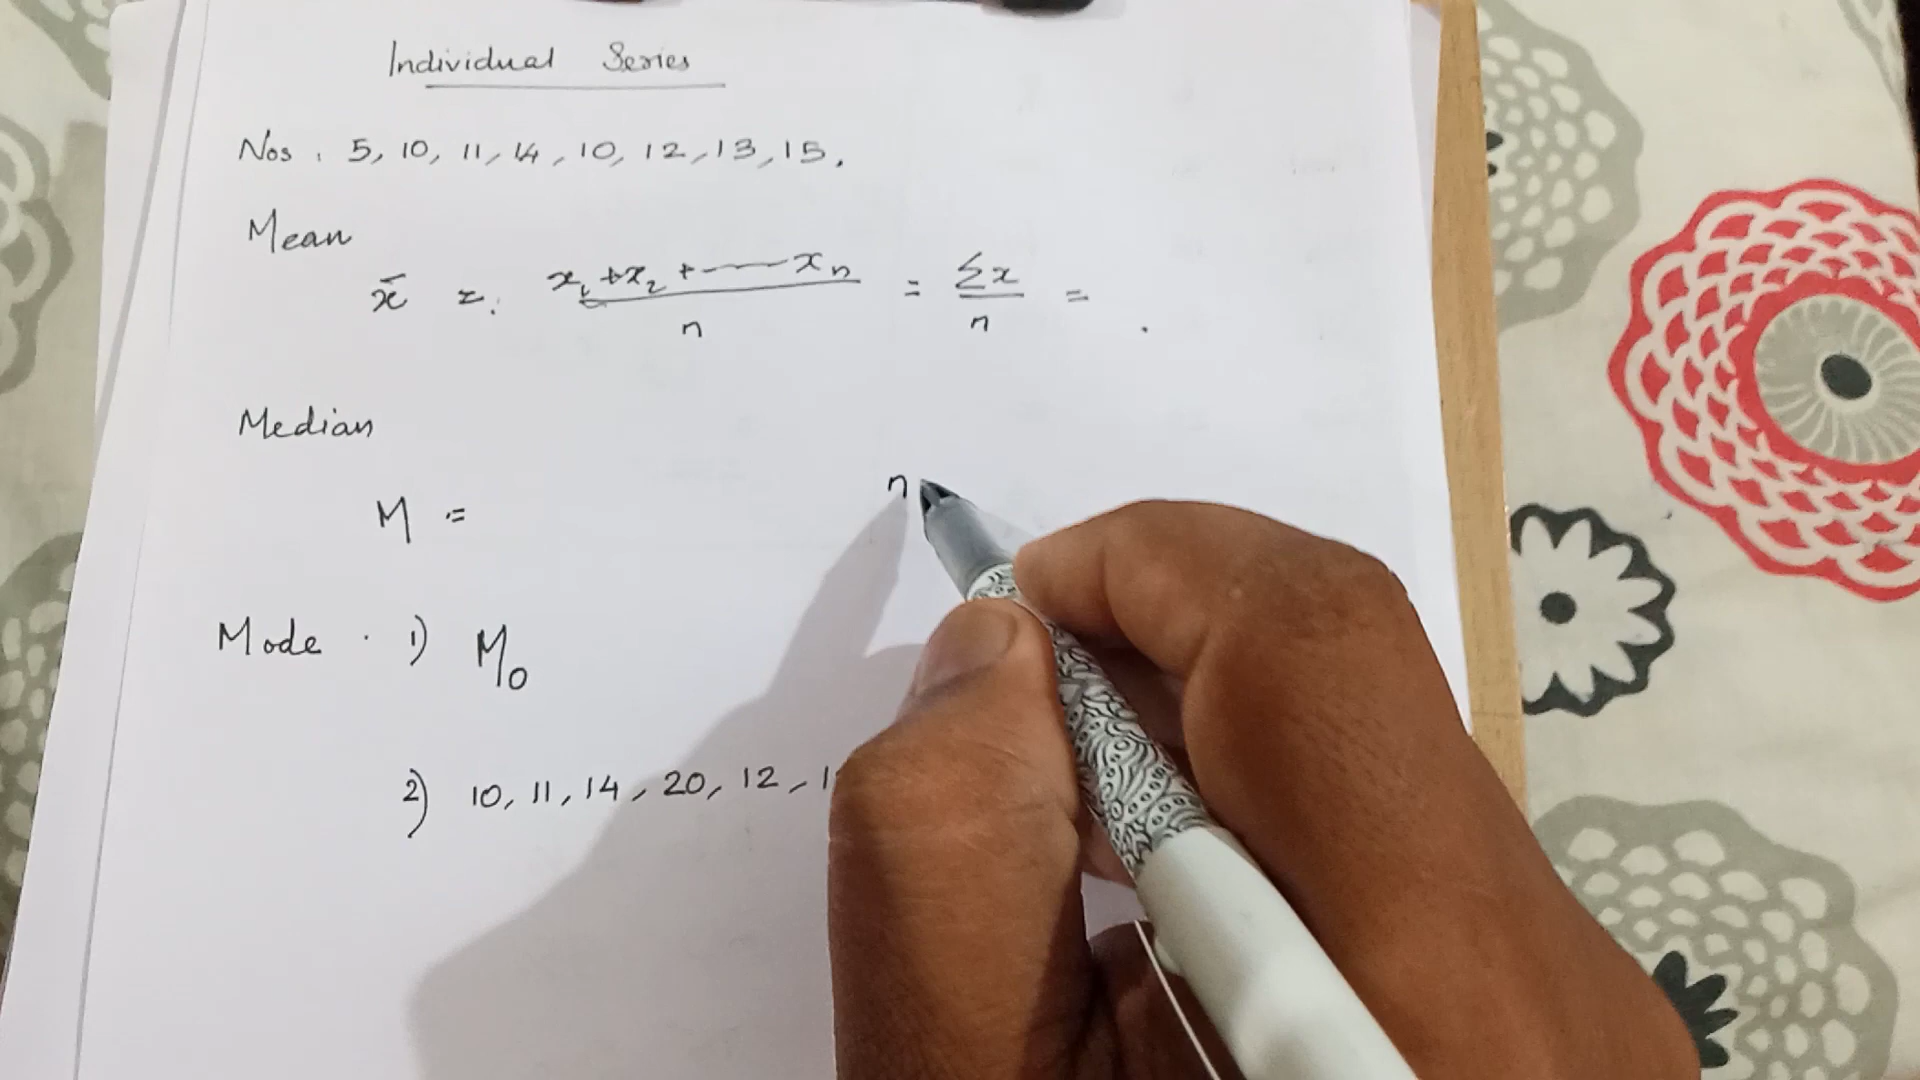 Individual Series
Nos : 5, 10, 11, 14, 10, 12, 13, 15.
Mean
x̄ = x₁ + x₂ + ------ xₙ / n = Σx / n =
Median
M =
n
Mode . 1) M₀
2) 10, 11, 14, 20, 12,